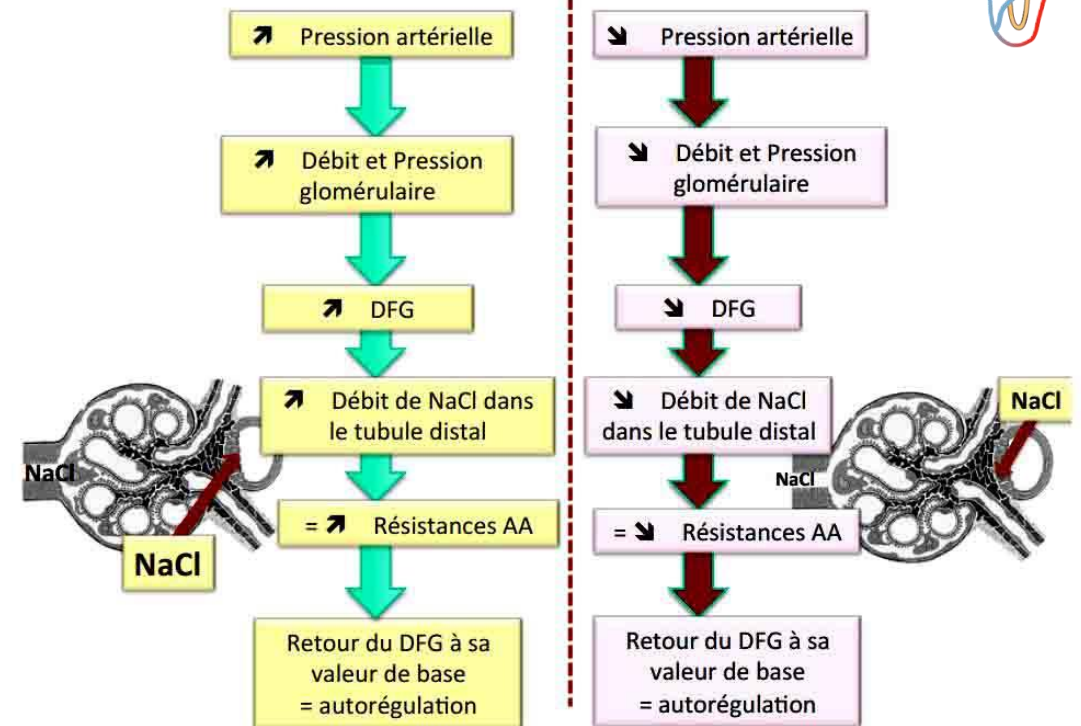 ↗ Pression artérielle
↗ Débit et Pression
glomérulaire
↗ DFG
↗ Débit de NaCl dans
le tubule distal
NaCl
NaCl
= ↗ Résistances AA
Retour du DFG à sa
valeur de base
= autorégulation
↘ Pression artérielle
↘ Débit et Pression
glomérulaire
↘ DFG
↘ Débit de NaCl
dans le tubule distal
NaCl
NaCl
= ↘ Résistances AA
Retour du DFG à sa
valeur de base
= autorégulation